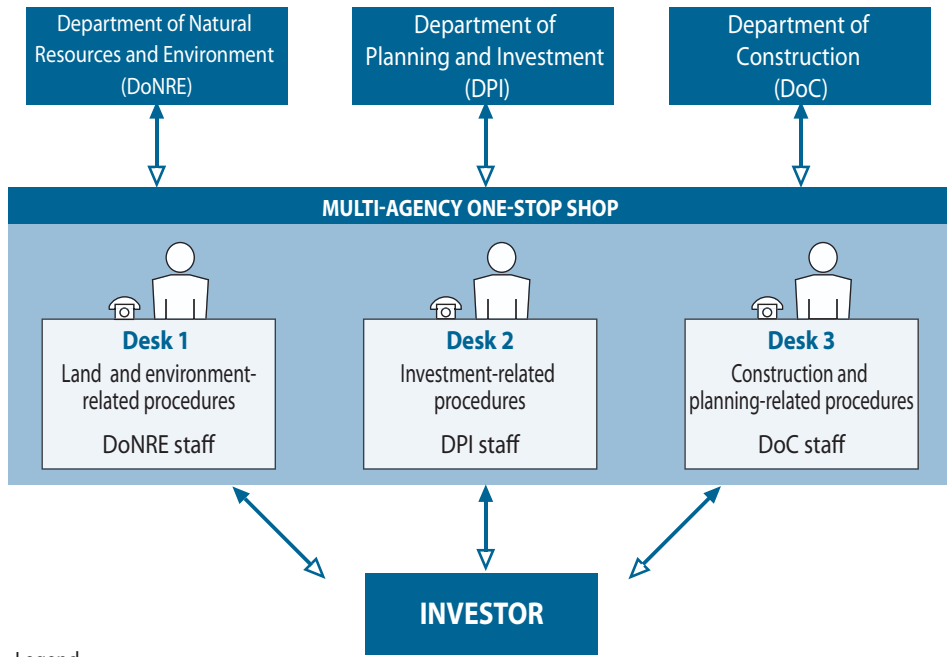 Department of Natural
Resources and Environment
(DoNRE)
Department of
Planning and Investment
(DPI)
Department of
Construction
(DoC)
MULTI-AGENCY ONE-STOP SHOP
Desk 1
Land and environment-
related procedures
DoNRE staff
Desk 2
Investment-related
procedures
DPI staff
Desk 3
Construction and
planning-related procedures
DoC staff
INVESTOR
Legend